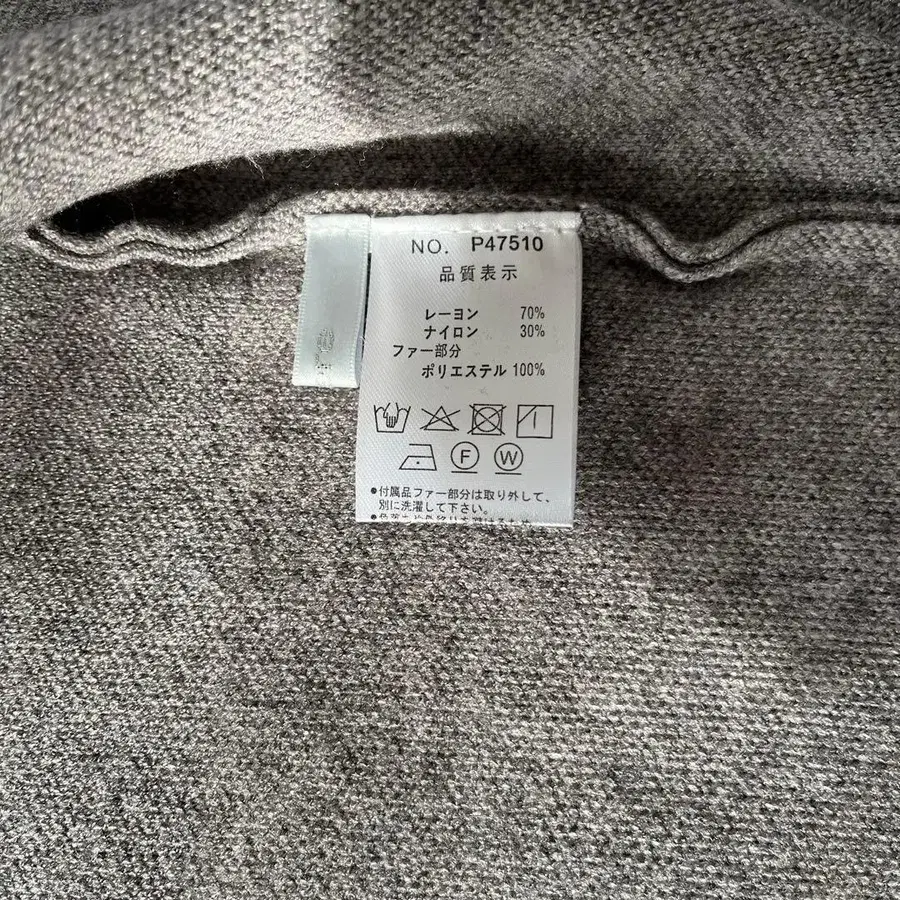 NO. P47510
品質表示
レーヨン 70%
ナイロン 30%
ファー部分
ポリエステル 100%
F W
●付属品ファー部分は取り外して、
別に洗濯して下さい。